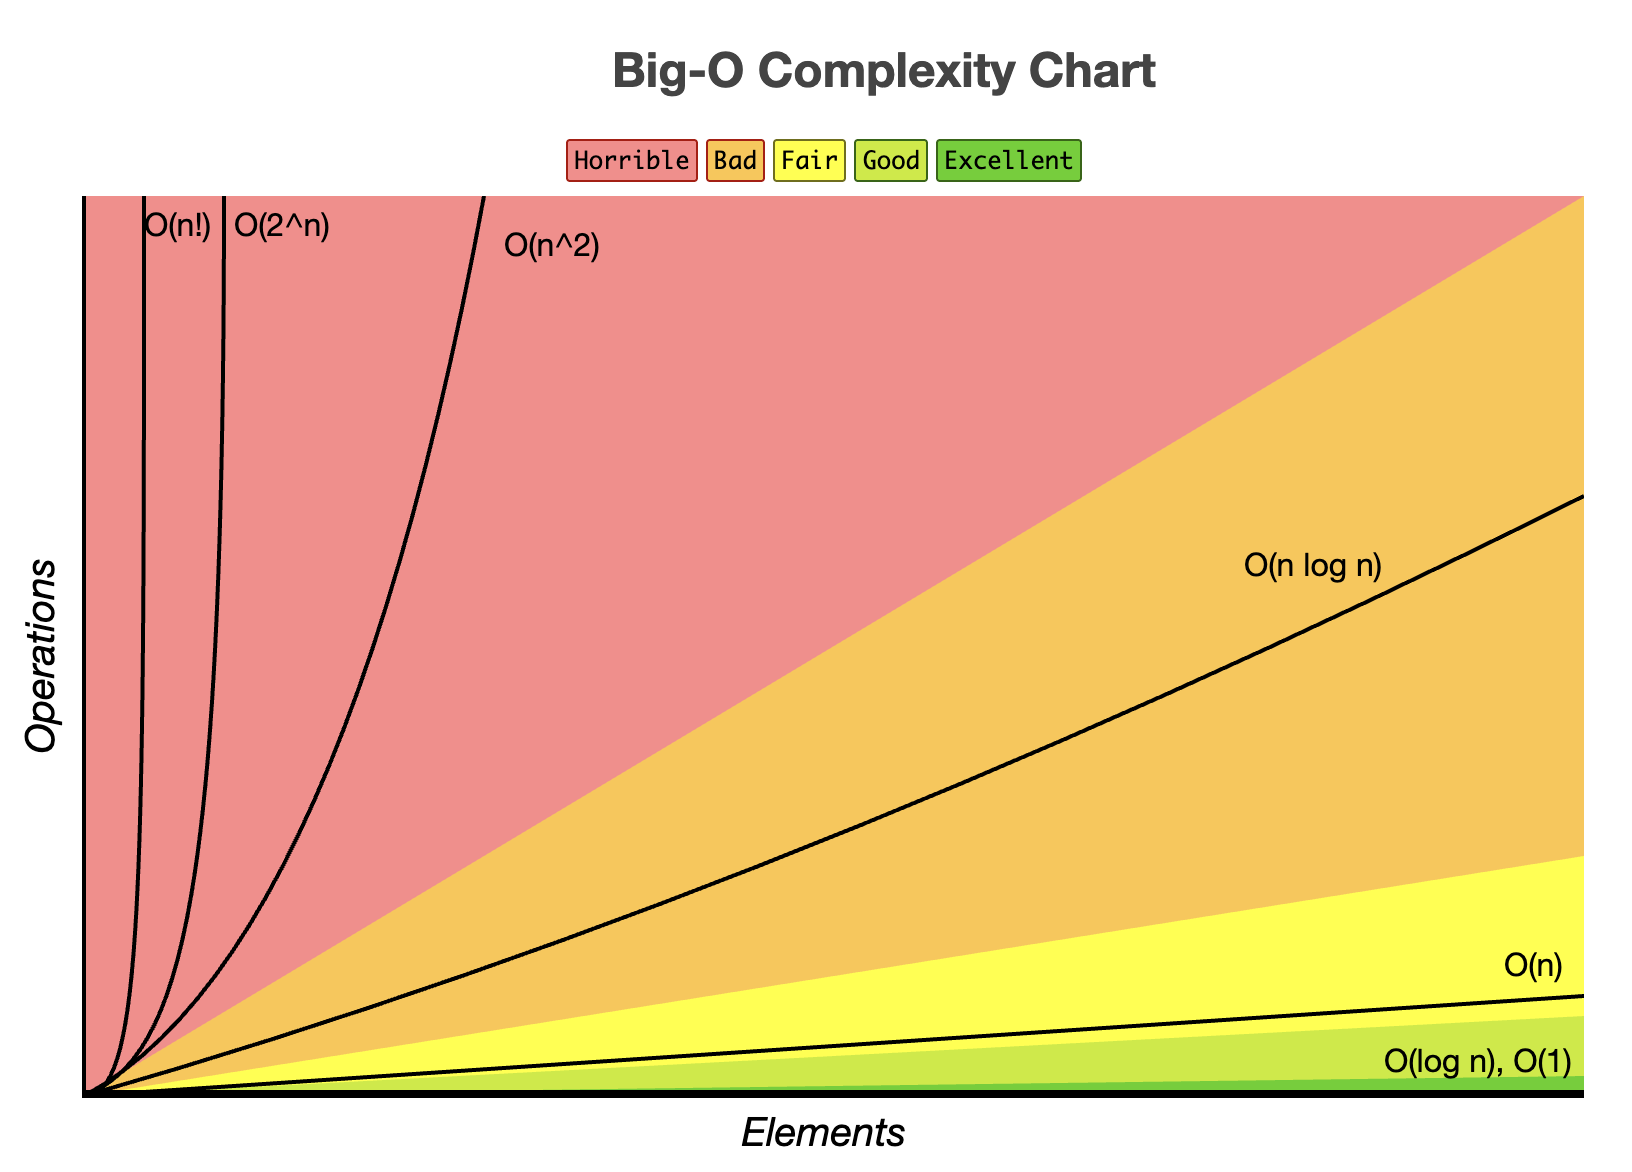 Big-O Complexity Chart
Horrible Bad Fair Good Excellent
O(n!) O(2^n)
O(n^2)
O(n log n)
O(n)
O(log n), O(1)
Operations
Elements